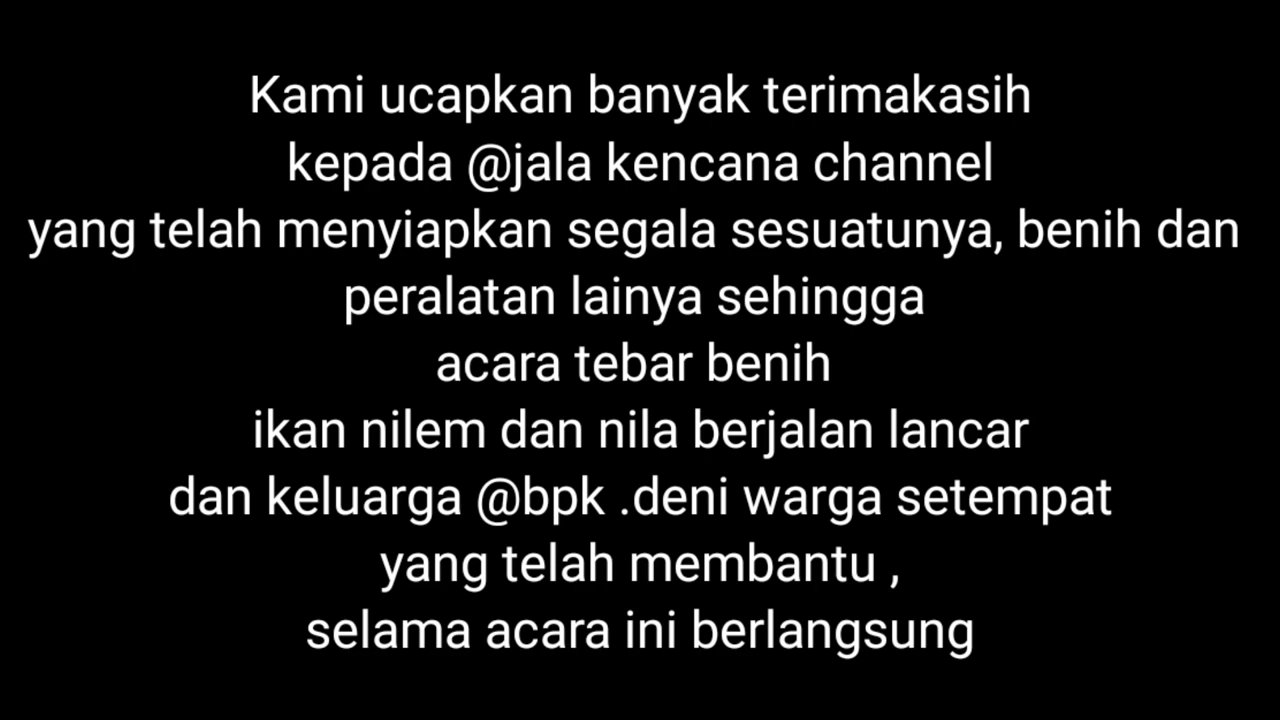 Kami ucapkan banyak terimakasih
kepada @jala kencana channel
yang telah menyiapkan segala sesuatunya, benih dan
peralatan lainya sehingga
acara tebar benih
ikan nilem dan nila berjalan lancar
dan keluarga @bpk .deni warga setempat
yang telah membantu ,
selama acara ini berlangsung